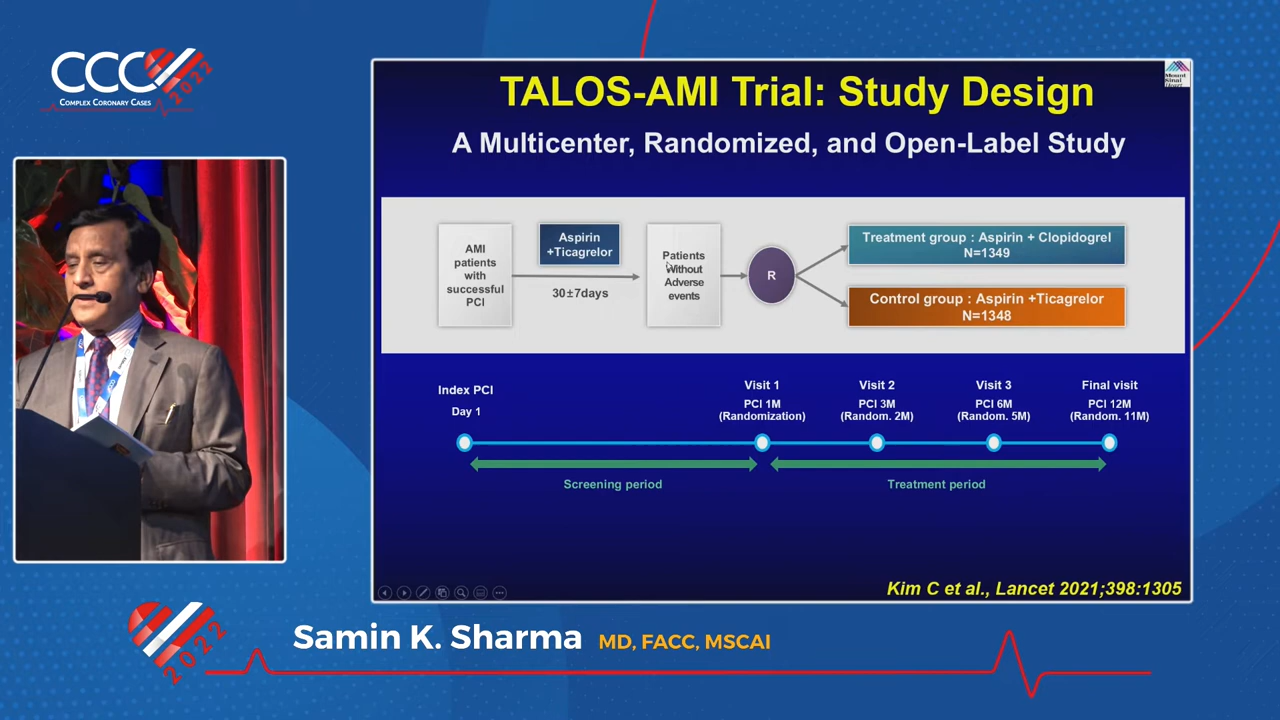 CCC 2022
COMPLEX CORONARY CASES
TALOS-AMI Trial: Study Design
Mount
Sinai
Heart
A Multicenter, Randomized, and Open-Label Study
AMI
patients
with
successful
PCI
Aspirin
+Ticagrelor
30±7days
Patients
Without
Adverse
events
R
Treatment group : Aspirin + Clopidogrel
N=1349
Control group : Aspirin +Ticagrelor
N=1348
Index PCI
Day 1
Visit 1
PCI 1M
(Randomization)
Visit 2
PCI 3M
(Random. 2M)
Visit 3
PCI 6M
(Random. 5M)
Final visit
PCI 12M
(Random. 11M)
Screening period
Treatment period
Kim C et al., Lancet 2021;398:1305
2022
Samin K. Sharma MD, FACC, MSCAI